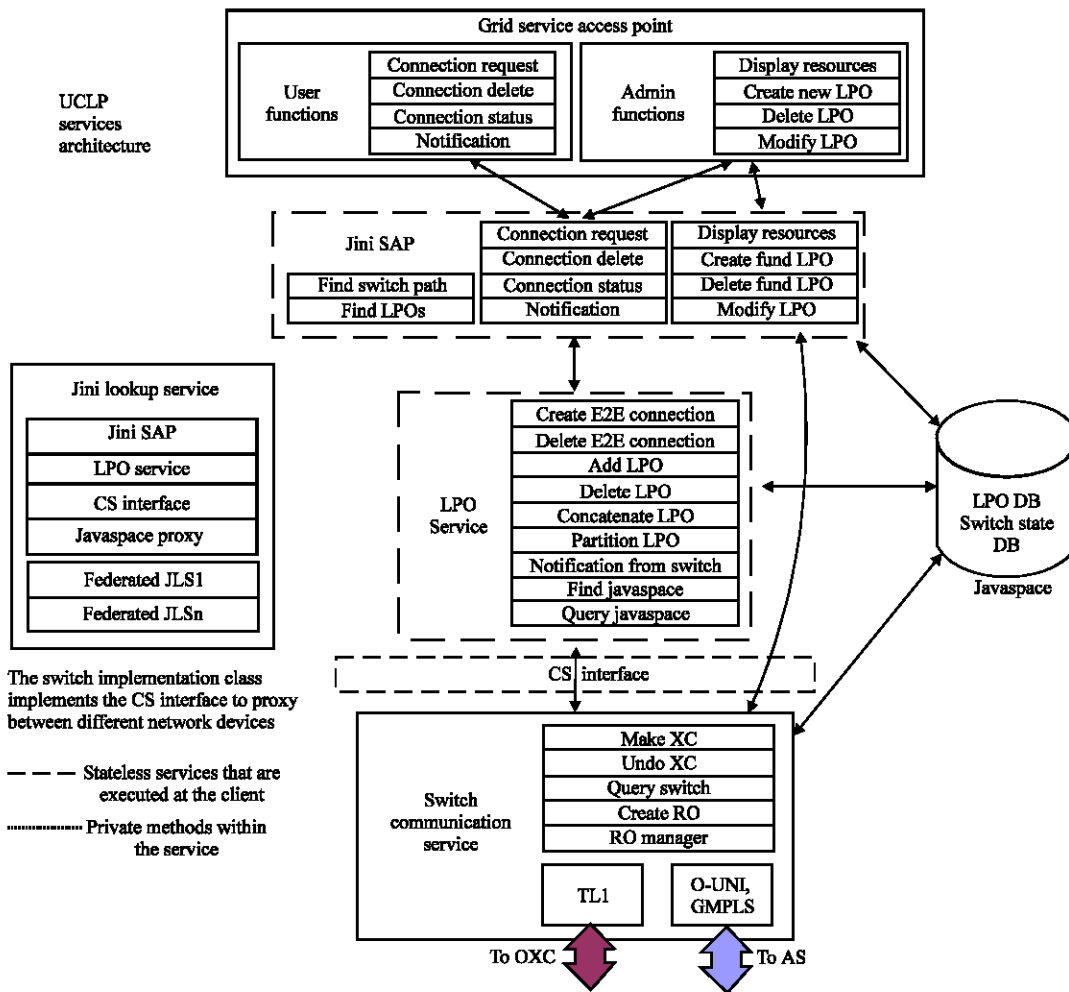 Grid service access point
UCLP
services
architecture
User
functions
Connection request
Connection delete
Connection status
Notification
Admin
functions
Display resources
Create new LPO
Delete LPO
Modify LPO
Jini SAP
Find switch path
Find LPOs
Connection request
Connection delete
Connection status
Notification
Display resources
Create fund LPO
Delete fund LPO
Modify LPO
Jini lookup service
Jini SAP
LPO service
CS interface
Javaspace proxy
Federated JLS1
Federated JLSn
LPO
Service
Create E2E connection
Delete E2E connection
Add LPO
Delete LPO
Concatenate LPO
Partition LPO
Notification from switch
Find javaspace
Query javaspace
LPO DB
Switch state
DB
Javaspace
CS interface
The switch implementation class
implements the CS interface to proxy
between different network devices
Stateless services that are
executed at the client
Private methods within
the service
Switch
communication
service
Make XC
Undo XC
Query switch
Create RO
RO manager
TL1
O-UNI,
GMPLS
To OXC
To AS